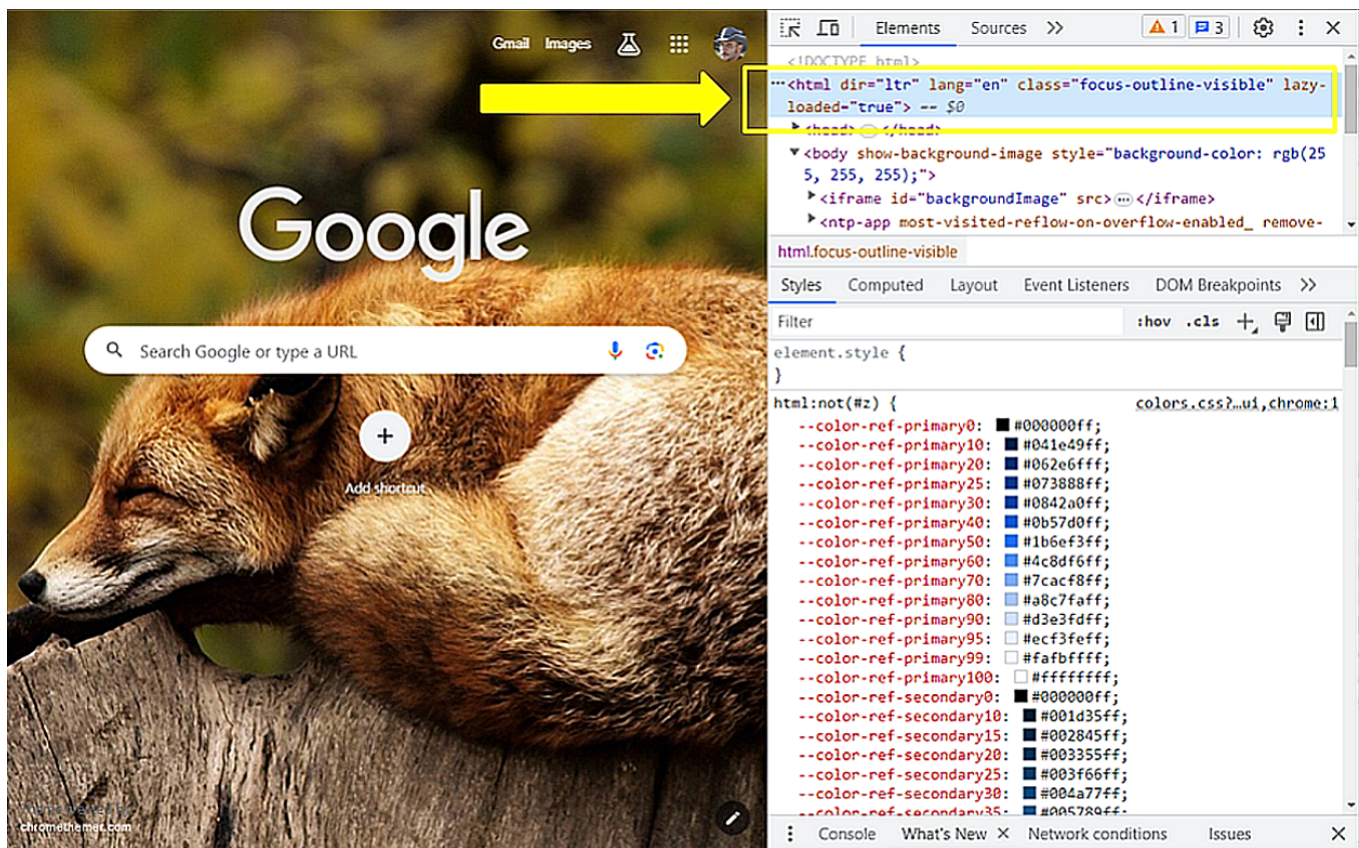 Gmail Images
Google
Search Google or type a URL
Add shortcut
chromethemer.com
Elements Sources 1 3
<!DOCTYPE html>
<html dir="ltr" lang="en" class="focus-outline-visible" lazy-
loaded="true"> == $0
<head> </head>
<body show-background-image style="background-color: rgb(25
5, 255, 255);">
<iframe id="backgroundImage" src> </iframe>
<ntp-app most-visited-reflow-on-overflow-enabled_ remove-
html.focus-outline-visible
Styles Computed Layout Event Listeners DOM Breakpoints
Filter :hov .cls
element.style {
}
html:not(#z) { colors.css?…ui,chrome:1
--color-ref-primary0: #000000ff;
--color-ref-primary10: #041e49ff;
--color-ref-primary20: #062e6fff;
--color-ref-primary25: #073888ff;
--color-ref-primary30: #0842a0ff;
--color-ref-primary40: #0b57d0ff;
--color-ref-primary50: #1b6ef3ff;
--color-ref-primary60: #4c8df6ff;
--color-ref-primary70: #7cacf8ff;
--color-ref-primary80: #a8c7faff;
--color-ref-primary90: #d3e3fdff;
--color-ref-primary95: #ecf3feff;
--color-ref-primary99: #fafbffff;
--color-ref-primary100: #ffffffff;
--color-ref-secondary0: #000000ff;
--color-ref-secondary10: #001d35ff;
--color-ref-secondary15: #002845ff;
--color-ref-secondary20: #003355ff;
--color-ref-secondary25: #003f66ff;
--color-ref-secondary30: #004a77ff;
--color-ref-secondary35: #005789ff;
Console What's New Network conditions Issues